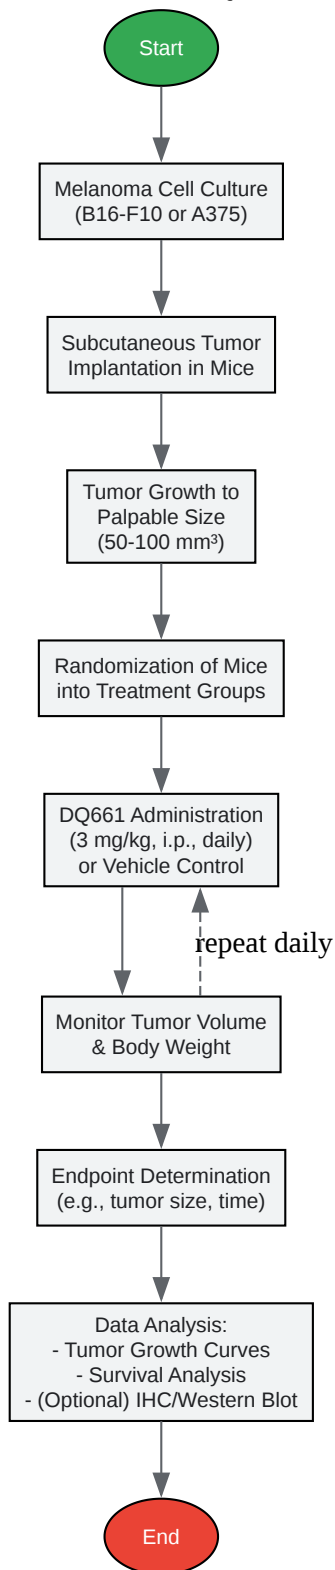 Start
Melanoma Cell Culture
(B16-F10 or A375)
Subcutaneous Tumor
Implantation in Mice
Tumor Growth to
Palpable Size
(50-100 mm³)
Randomization of Mice
into Treatment Groups
DQ661 Administration
(3 mg/kg, i.p., daily)
or Vehicle Control
repeat daily
Monitor Tumor Volume
& Body Weight
Endpoint Determination
(e.g., tumor size, time)
Data Analysis:
- Tumor Growth Curves
- Survival Analysis
- (Optional) IHC/Western Blot
End